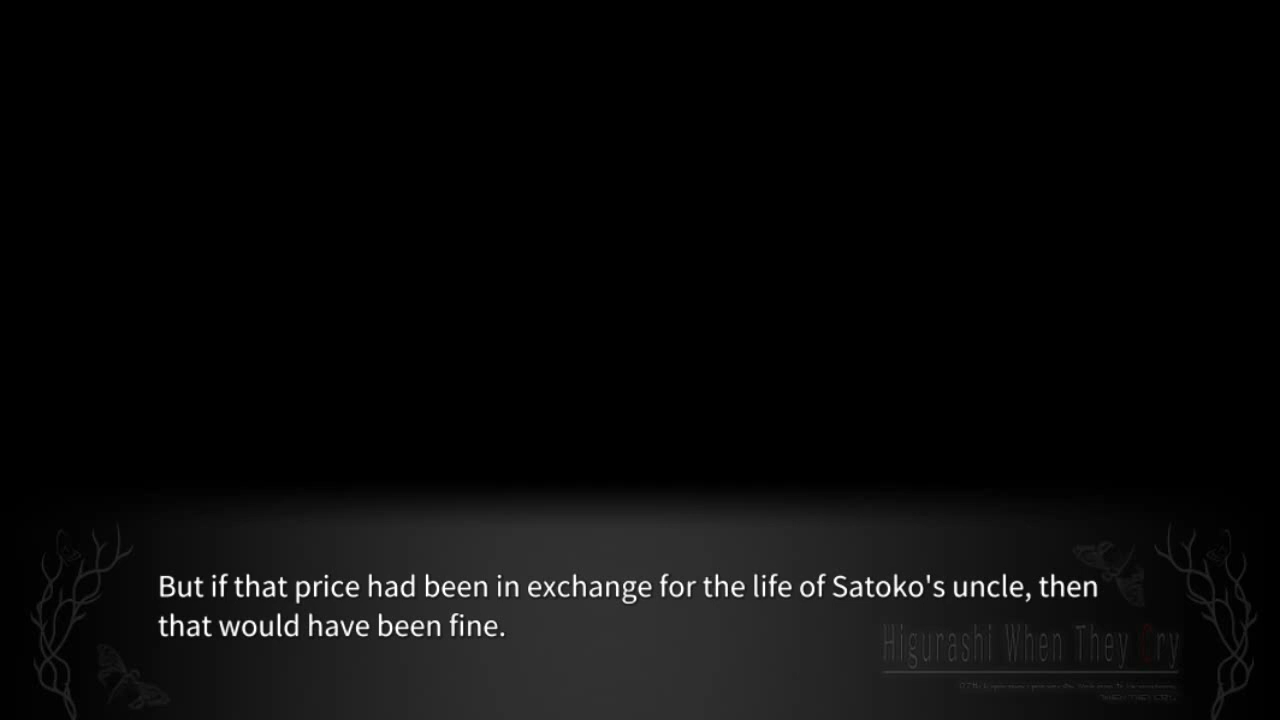 But if that price had been in exchange for the life of Satoko's uncle, then
that would have been fine.
Higurashi When They Cry